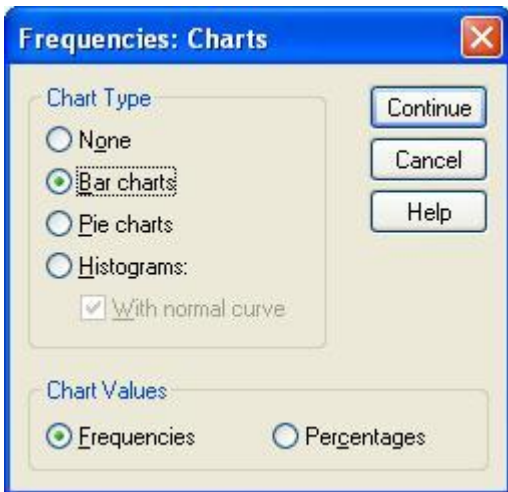 Frequencies: Charts
Chart Type
None
Bar charts
Pie charts
Histograms:
With normal curve
Continue
Cancel
Help
Chart Values
Frequencies
Percentages